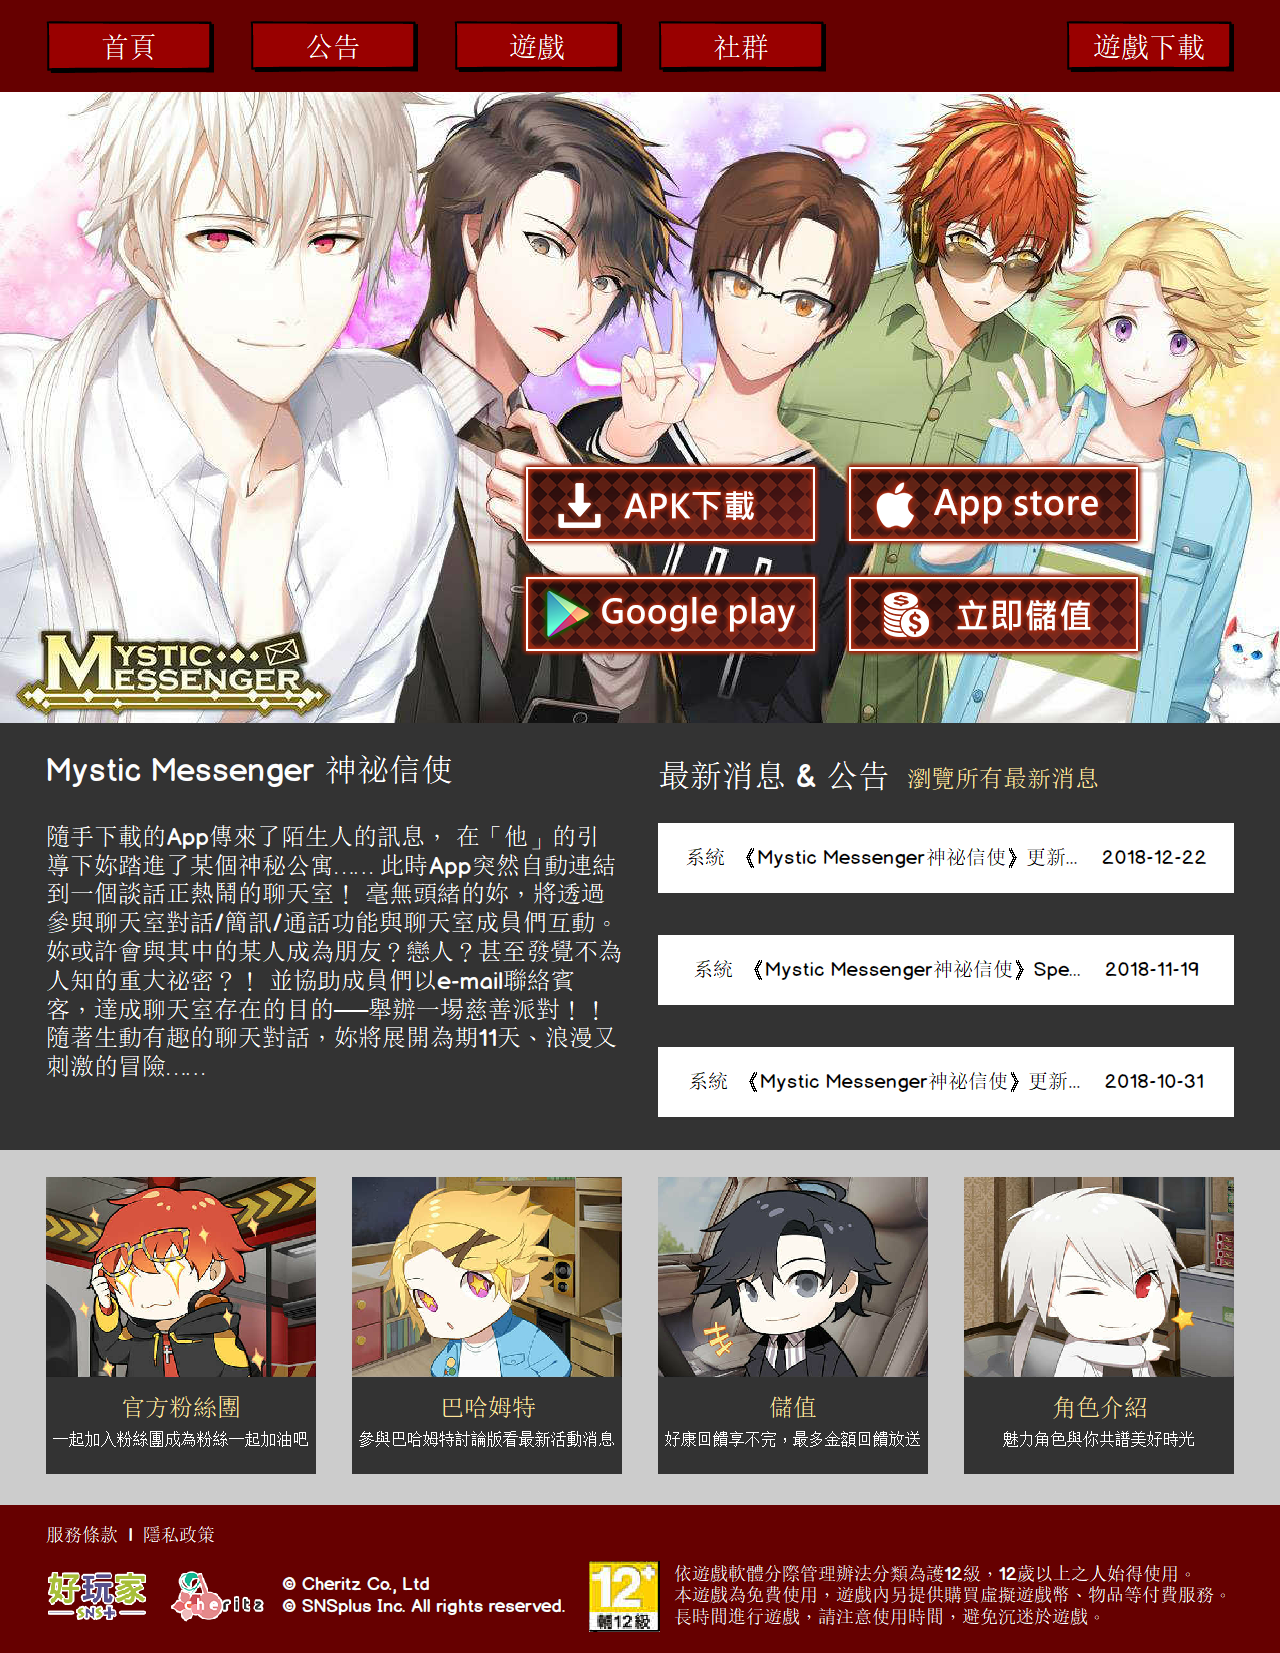 首頁
公告
遊戲
社群
遊戲下載
APK下載
App store
Google play
立即儲值
MYSTIC
MESSENGER
Mystic Messenger 神祕信使
隨手下載的App傳來了陌生人的訊息， 在「他」的引
導下妳踏進了某個神秘公寓…… 此時App突然自動連結
到一個談話正熱鬧的聊天室！ 毫無頭緒的妳，將透過
參與聊天室對話/簡訊/通話功能與聊天室成員們互動。
妳或許會與其中的某人成為朋友？戀人？甚至發覺不為
人知的重大祕密？！ 並協助成員們以e-mail聯絡賓
客，達成聊天室存在的目的──舉辦一場慈善派對！！
隨著生動有趣的聊天對話，妳將展開為期11天、浪漫又
刺激的冒險……
最新消息 & 公告 瀏覽所有最新消息
系統 《Mystic Messenger神祕信使》更新... 2018-12-22
系統 《Mystic Messenger神祕信使》Spe... 2018-11-19
系統 《Mystic Messenger神祕信使》更新... 2018-10-31
官方粉絲團
一起加入粉絲團成為粉絲一起加油吧
巴哈姆特
參與巴哈姆特討論版看最新活動消息
儲值
好康回饋享不完，最多金額回饋放送
角色介紹
魅力角色與你共譜美好時光
服務條款 | 隱私政策
好玩家
SNS+
cheritz
© Cheritz Co., Ltd
© SNSplus Inc. All rights reserved.
12+
輔12級
依遊戲軟體分際管理辦法分類為護12級，12歲以上之人始得使用。
本遊戲為免費使用，遊戲內另提供購買虛擬遊戲幣、物品等付費服務。
長時間進行遊戲，請注意使用時間，避免沉迷於遊戲。